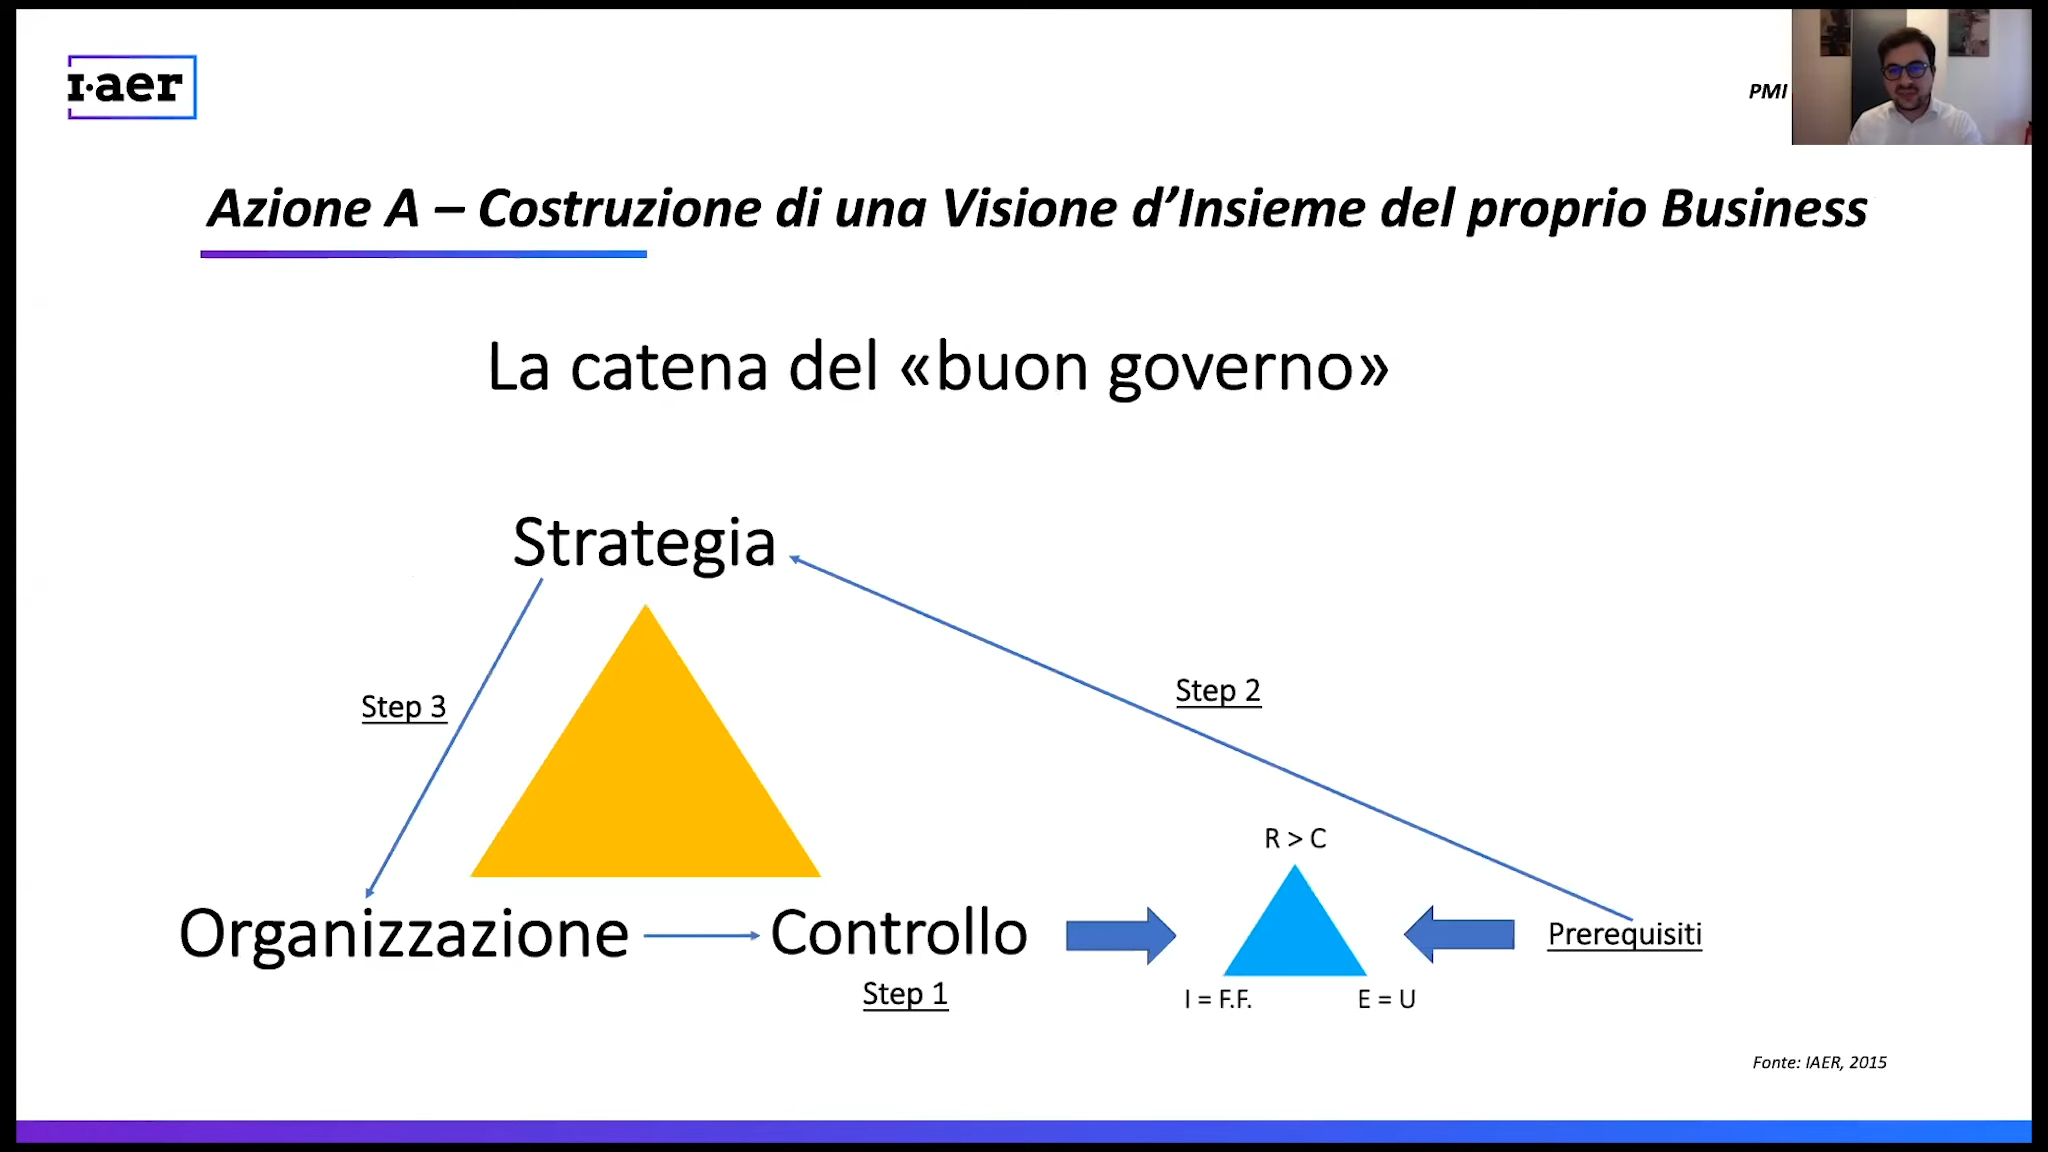 ı·aer
PMI
Azione A – Costruzione di una Visione d’Insieme del proprio Business
La catena del «buon governo»
Strategia
Step 3
Step 2
R > C
Organizzazione
Controllo
Prerequisiti
Step 1
I = F.F.
E = U
Fonte: IAER, 2015